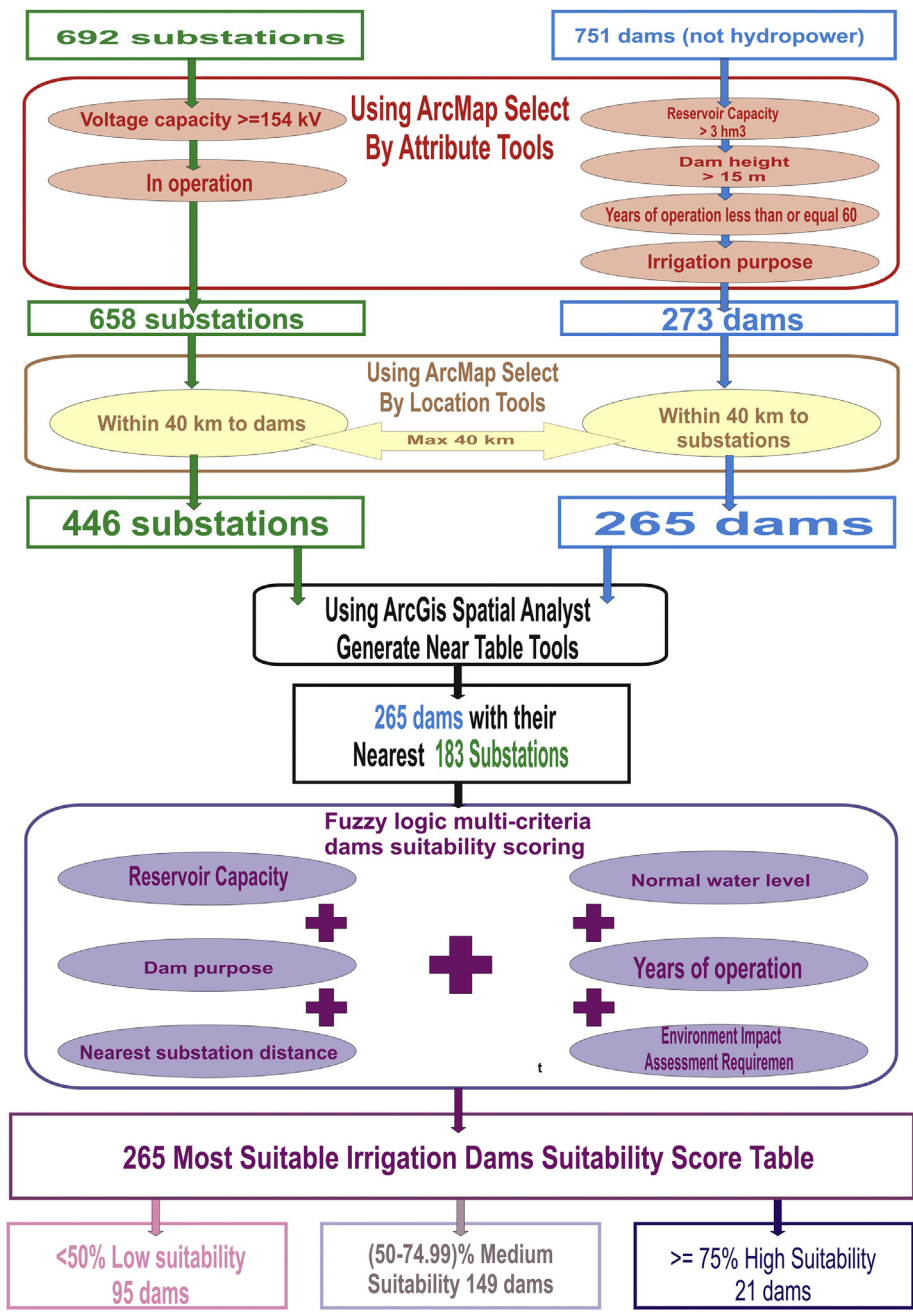 692 substations
751 dams (not hydropower)
Using ArcMap Select
By Attribute Tools
Voltage capacity >=154 kV
In operation
Reservoir Capacity
> 3 hm3
Dam height
> 15 m
Years of operation less than or equal 60
Irrigation purpose
658 substations
273 dams
Using ArcMap Select
By Location Tools
Within 40 km to dams
Max 40 km
Within 40 km to
substations
446 substations
265 dams
Using ArcGis Spatial Analyst
Generate Near Table Tools
265 dams with their
Nearest 183 Substations
Fuzzy logic multi-criteria
dams suitability scoring
Reservoir Capacity
Normal water level
Dam purpose
Years of operation
Nearest substation distance
Environment Impact
Assessment Requiremen
t
265 Most Suitable Irrigation Dams Suitability Score Table
<50% Low suitability
95 dams
(50-74.99)% Medium
Suitability 149 dams
>= 75% High Suitability
21 dams